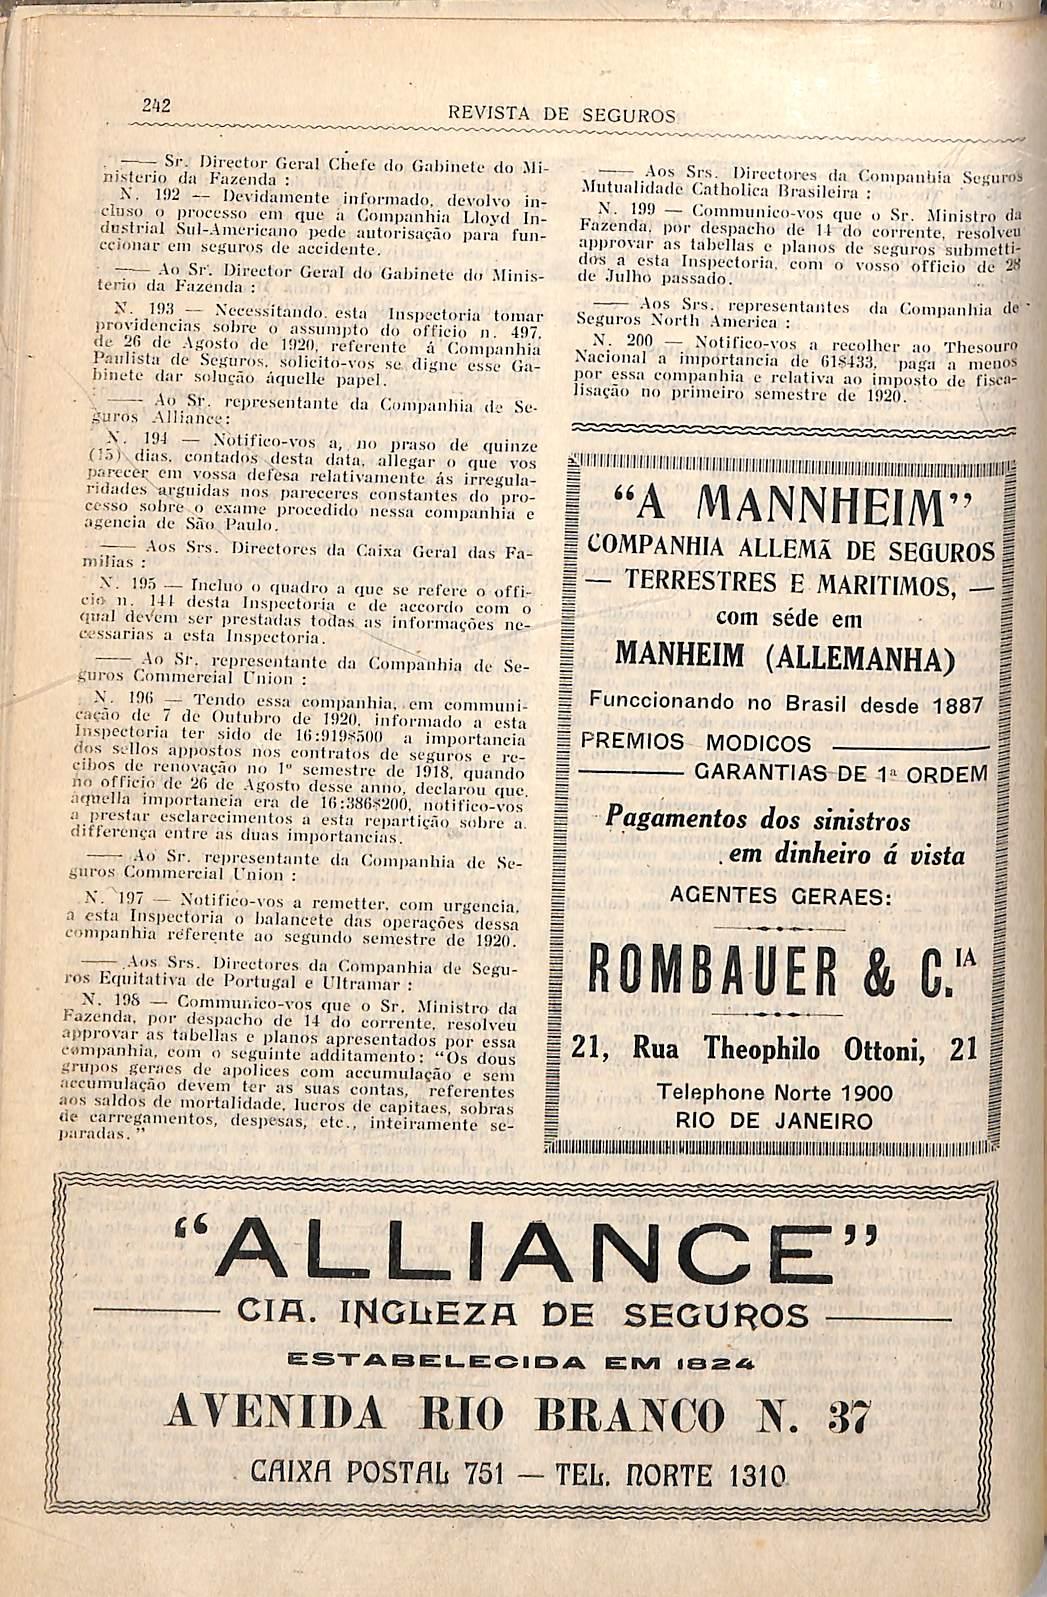 242
REVISTA DE SEGUROS
—— Sr. Director Geral Chefe do Gabinete do Mi-
nisterio da Fazenda :
N. 192 — Devidamente informado, devolvo in-
cluso o processo em que a Companhia Lloyd In-
dustrial Sul-Americano pede autorisação para fun-
ccionar em seguros de accidente.
—— Ao Sr. Director Geral do Gabinete do Minis-
terio da Fazenda :
N. 193 — Necessitando esta Inspectoria tomar
providencias sobre o assumpto do officio n. 497,
de 26 de Agosto de 1920, referente á Companhia
Paulista de Seguros, solicito-vos se digne esse Ga-
binete dar solução áquelle papel.
—— Ao Sr. representante da Companhia de Se-
guros Alliance:
N. 194 — Notifico-vos a, no praso de quinze
(15) dias, contados desta data, allegar o que vos
parecer em vossa defesa relativamente ás irregula-
ridades arguidas nos pareceres constantes do pro-
cesso sobre o exame procedido nessa companhia e
agencia de São Paulo.
—— Aos Srs. Directores da Caixa Geral das Fa-
milias :
N. 195 — Incluo o quadro a que se refere o offi-
cio n. 144 desta Inspectoria e de accordo com o
qual devem ser prestadas todas as informações ne-
cessarias a esta Inspectoria.
—— Ao Sr. representante da Companhia de Se-
guros Commercial Union :
N. 196 — Tendo essa companhia, em communi-
cação de 7 de Outubro de 1920, informado a esta
Inspectoria ter sido de 16:919$500 a importancia
dos sellos appostos nos contratos de seguros e re-
cibos de renovação no 1º semestre de 1918, quando
no officio de 26 de Agosto desse anno, declarou que
aquella importancia era de 16:386$200, notifico-vos
a prestar esclarecimentos a esta repartição sobre a
differença entre as duas importancias.
—— Ao Sr. representante da Companhia de Se-
guros Commercial Union :
N. 197 — Notifico-vos a remetter, com urgencia,
a esta Inspectoria o balancete das operações dessa
companhia referente ao segundo semestre de 1920.
—— Aos Srs. Directores da Companhia de Segu-
ros Equitativa de Portugal e Ultramar :
N. 198 — Communico-vos que o Sr. Ministro da
Fazenda, por despacho de 14 do corrente, resolveu
approvar as tabellas e planos apresentados por essa
companhia, com o seguinte additamento: "Os dous
grupos geraes de apolices com accumulação e sem
accumulação devem ter as suas contas, referentes
aos saldos de mortalidade, lucros de capitaes, sobras
de carregamentos, despesas, etc., inteiramente se-
paradas."
—— Aos Srs. Directores da Companhia Seguros
Mutualidade Catholica Brasileira :
N. 199 — Communico-vos que o Sr. Ministro da
Fazenda, por despacho de 14 do corrente, resolveu
approvar as tabellas e planos de seguros submetti-
dos a esta Inspectoria, com o vosso officio de 28
de Julho passado.
—— Aos Srs. representantes da Companhia de
Seguros North America :
N. 200 — Notifico-vos a recolher ao Thesouro
Nacional a importancia de 618$433, paga a menos
por essa companhia e relativa ao imposto de fisca-
lisação no primeiro semestre de 1920.
"A MANNHEIM"
COMPANHIA ALLEMÃ DE SEGUROS
— TERRESTRES E MARITIMOS, —
com séde em
MANHEIM (ALLEMANHA)
Funccionando no Brasil desde 1887
PREMIOS MODICOS ——
—— GARANTIAS DE 1ª ORDEM
Pagamentos dos sinistros
em dinheiro á vista
AGENTES GERAES:
ROMBAUER & C.IA
21, Rua Theophilo Ottoni, 21
Telephone Norte 1900
RIO DE JANEIRO
"ALLIANCE"
—— CIA. INGLEZA DE SEGUROS ——
ESTABELECIDA EM 1824
AVENIDA RIO BRANCO N. 37
CAIXA POSTAL 751 — TEL. NORTE 1310